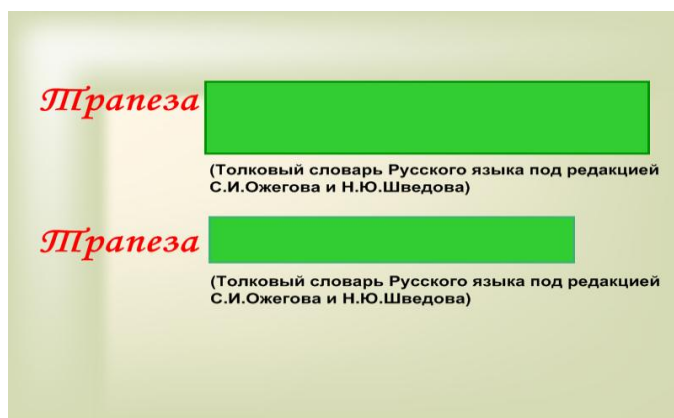 Трапеза
(Толковый словарь Русского языка под редакцией
С.И.Ожегова и Н.Ю.Шведова)
Трапеза
(Толковый словарь Русского языка под редакцией
С.И.Ожегова и Н.Ю.Шведова)